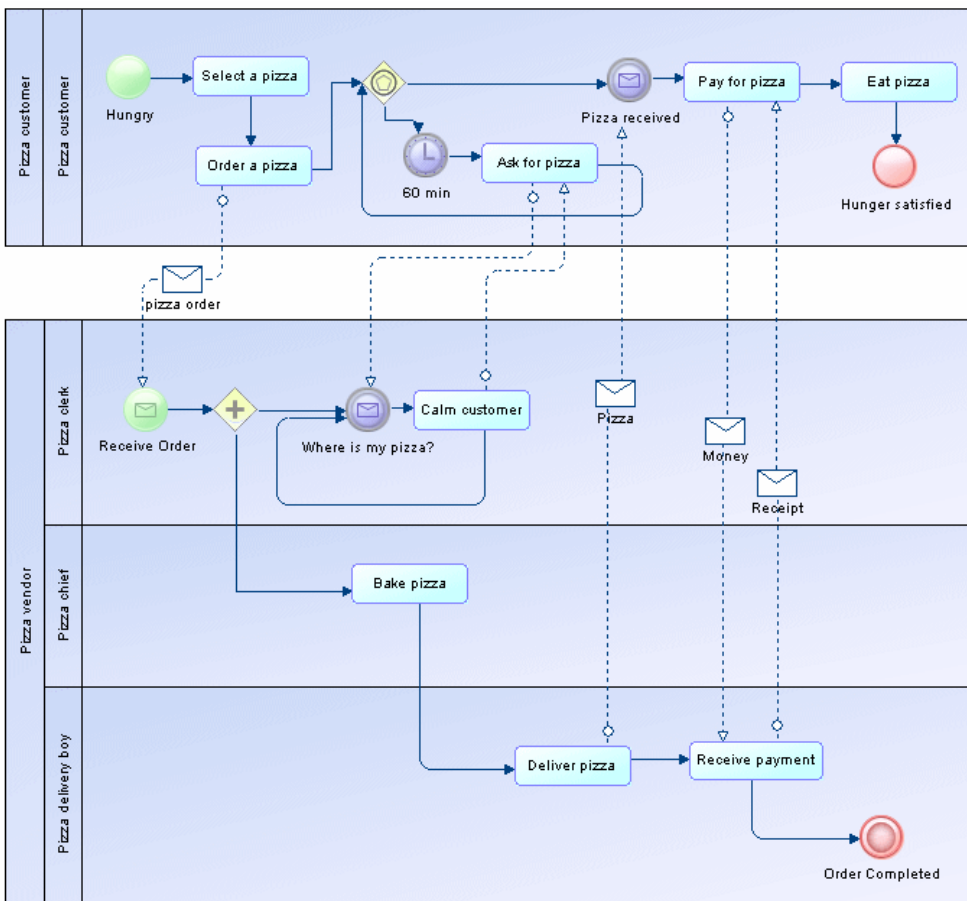 Pizza customer
Pizza customer
Hungry
Select a pizza
Order a pizza
60 min
Ask for pizza
Pizza received
Pay for pizza
Eat pizza
Hunger satisfied
pizza order
Pizza vendor
Pizza clerk
Receive Order
Where is my pizza?
Calm customer
Pizza
Money
Receipt
Pizza chief
Bake pizza
Pizza delivery boy
Deliver pizza
Receive payment
Order Completed